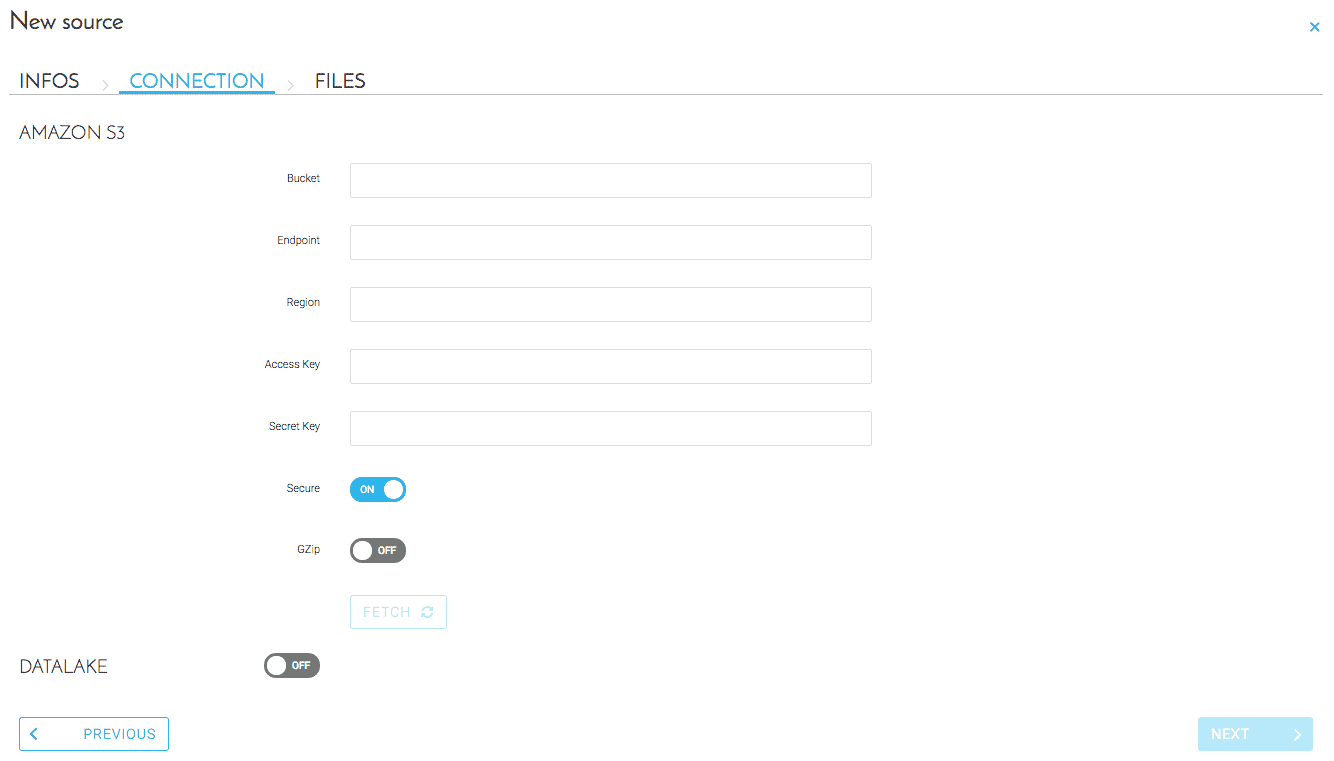 New source
INFOS
CONNECTION
FILES
AMAZON S3
Bucket
Endpoint
Region
Access Key
Secret Key
Secure
ON
GZip
OFF
FETCH
DATALAKE
OFF
PREVIOUS
NEXT